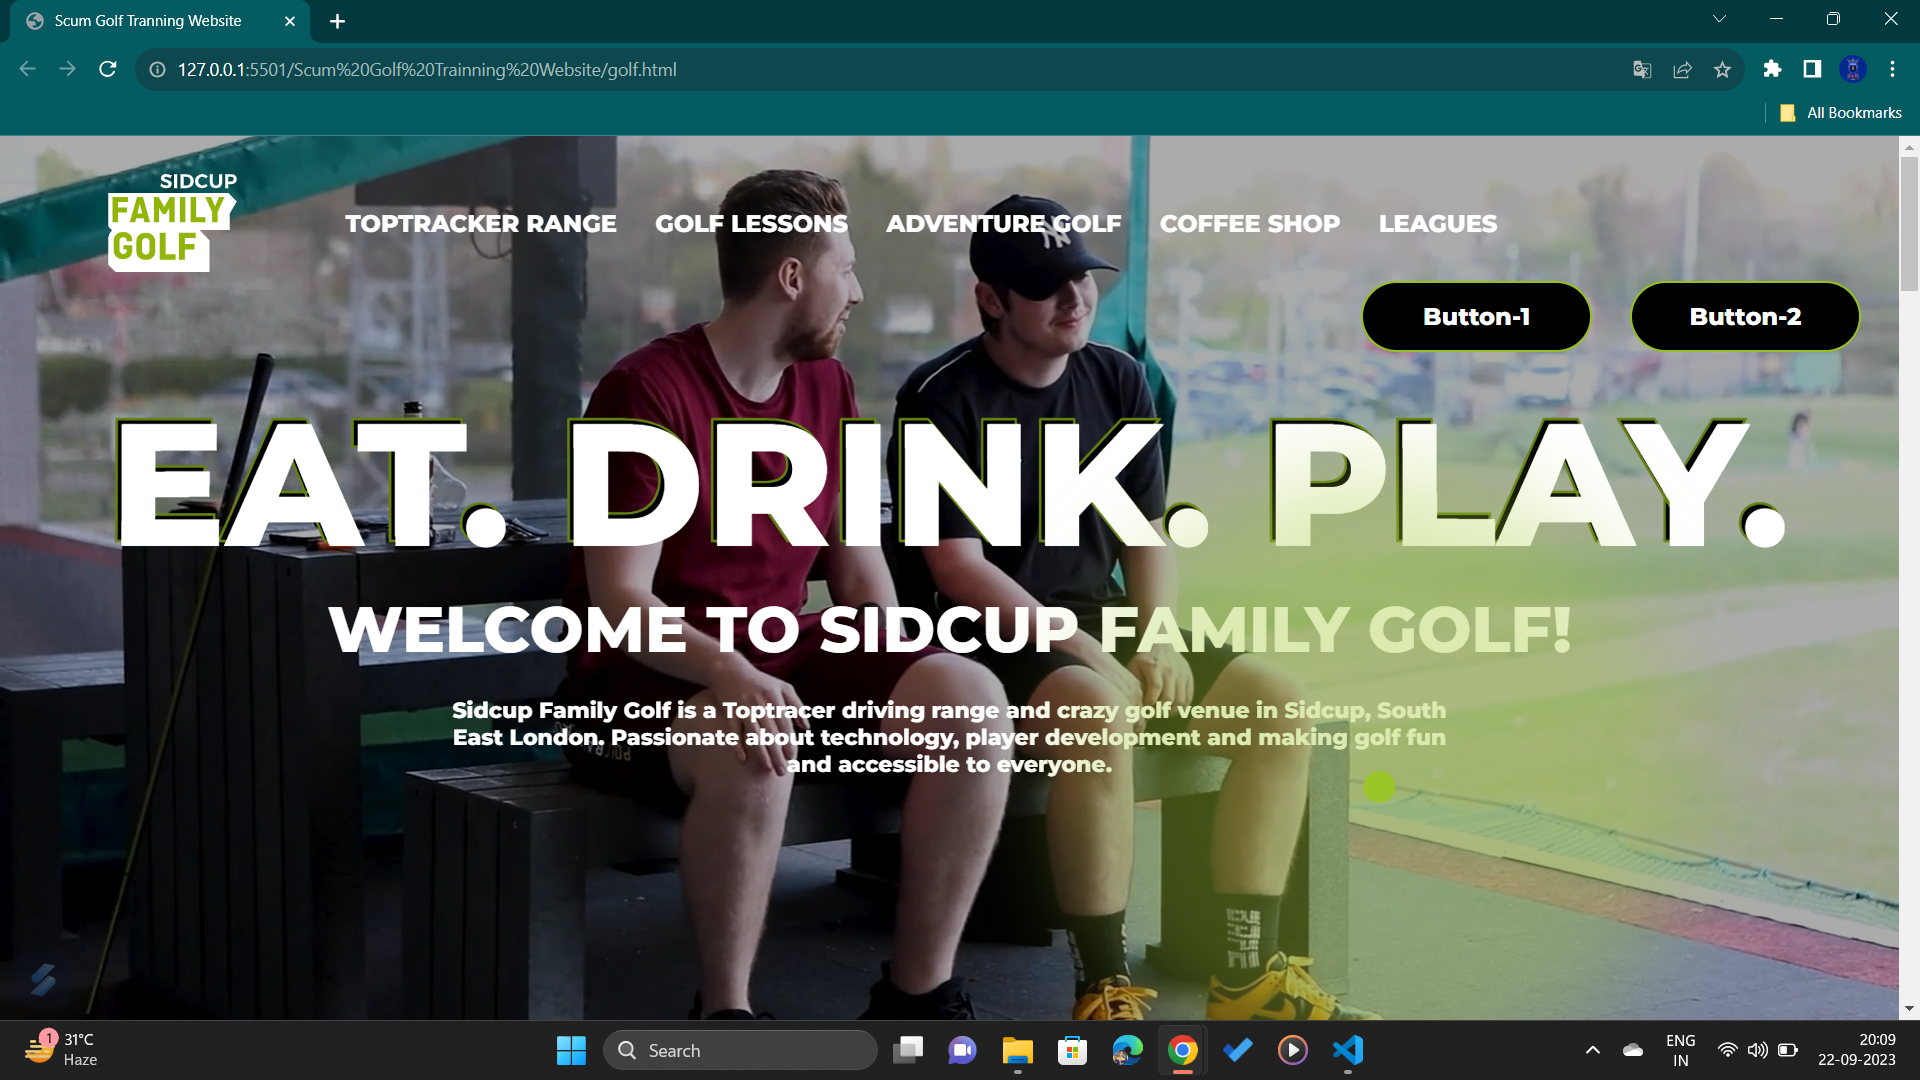 Scum Golf Tranning Website
127.0.0.1:5501/Scum%20Golf%20Trainning%20Website/golf.html
All Bookmarks
SIDCUP
FAMILY
GOLF
TOPTRACKER RANGE GOLF LESSONS ADVENTURE GOLF COFFEE SHOP LEAGUES
NY
Button-1 Button-2
EAT. DRINK. PLAY.
WELCOME TO SIDCUP FAMILY GOLF!
Sidcup Family Golf is a Toptracer driving range and crazy golf venue in Sidcup, South
East London. Passionate about technology, player development and making golf fun
and accessible to everyone.
1
31°C
Haze
Search
ENG
IN
20:09
22-09-2023